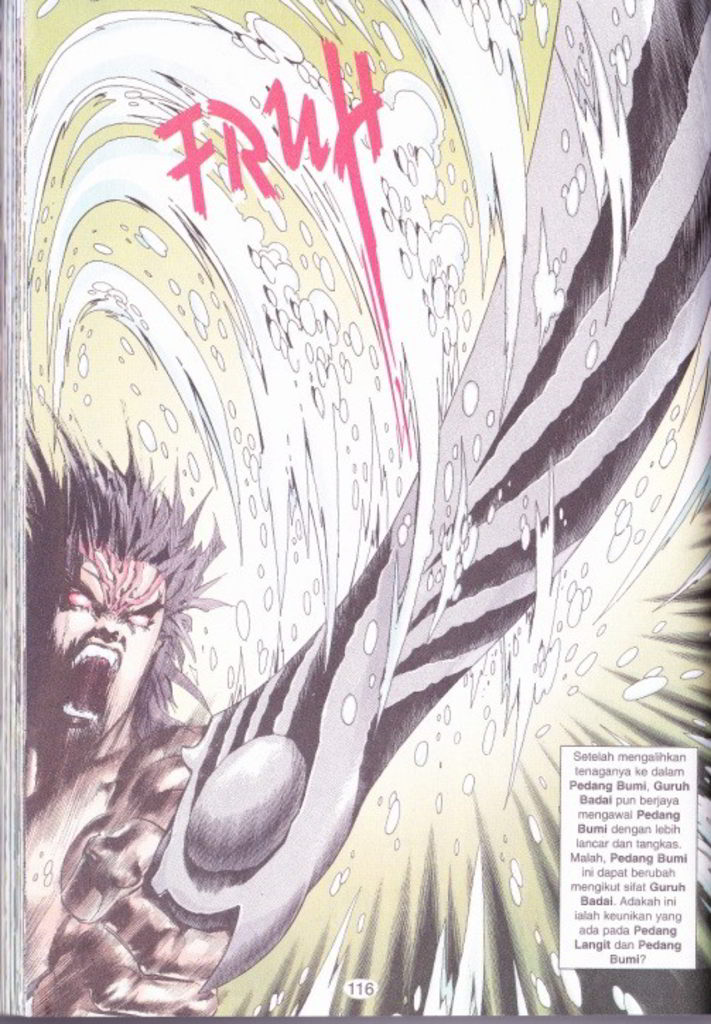 FRUH
Setelah mengalihkan
tenaganya ke dalam
Pedang Bumi, Guruh
Badai pun berjaya
mengawal Pedang
Bumi dengan lebih
lancar dan tangkas.
Malah, Pedang Bumi
ini dapat berubah
mengikut sifat Guruh
Badai. Adakah ini
ialah keunikan yang
ada pada Pedang
Langit dan Pedang
Bumi?
116